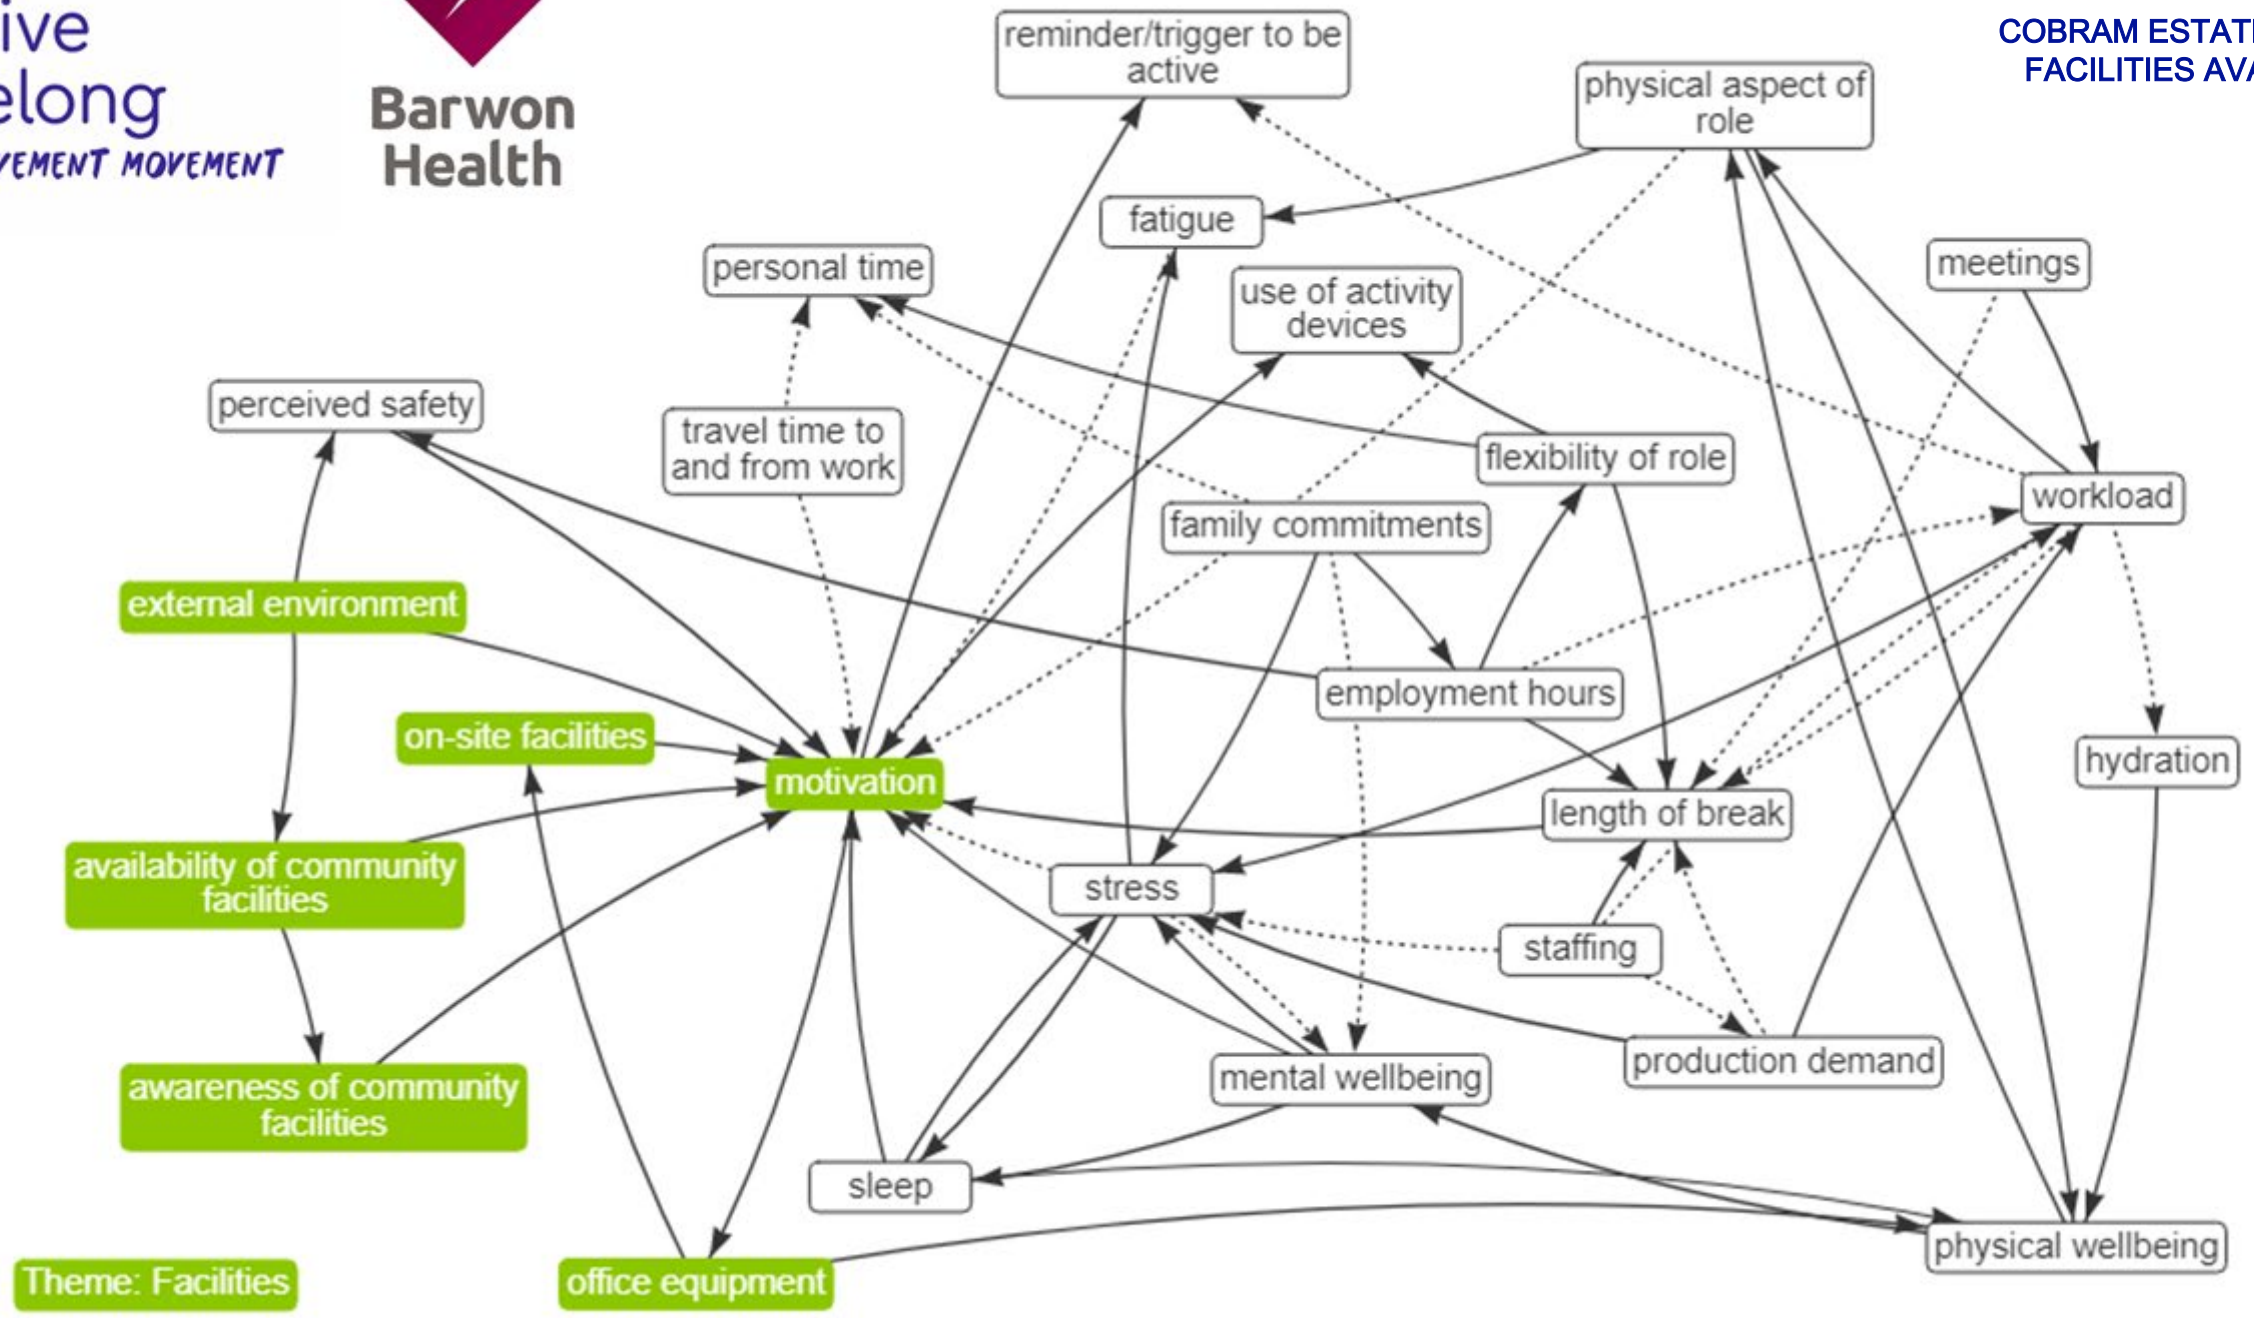 ive
elong
VEMENT MOVEMENT
Barwon
Health
COBRAM ESTAT
FACILITIES AVA
reminder/trigger to be
active
physical aspect of
role
fatigue
meetings
personal time
use of activity
devices
perceived safety
travel time to
and from work
flexibility of role
workload
family commitments
external environment
employment hours
on-site facilities
motivation
hydration
length of break
availability of community
facilities
stress
staffing
production demand
mental wellbeing
awareness of community
facilities
sleep
physical wellbeing
Theme: Facilities
office equipment